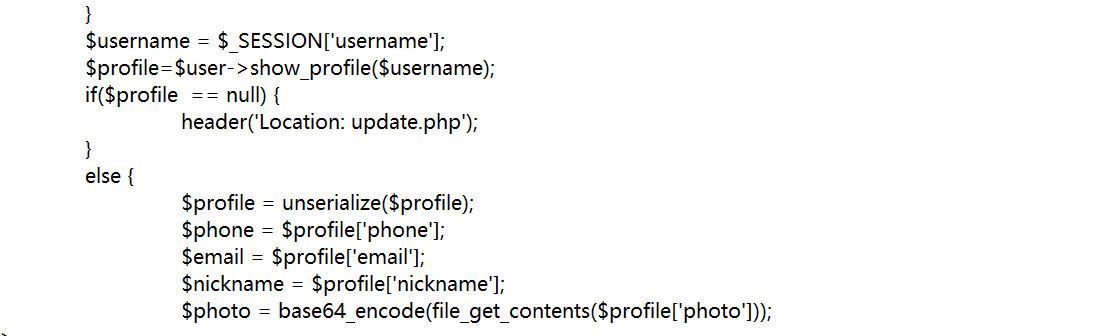 }
$username = $_SESSION['username'];
$profile=$user->show_profile($username);
if($profile  == null) {
header('Location: update.php');
}
else {
$profile = unserialize($profile);
$phone = $profile['phone'];
$email = $profile['email'];
$nickname = $profile['nickname'];
$photo = base64_encode(file_get_contents($profile['photo']));